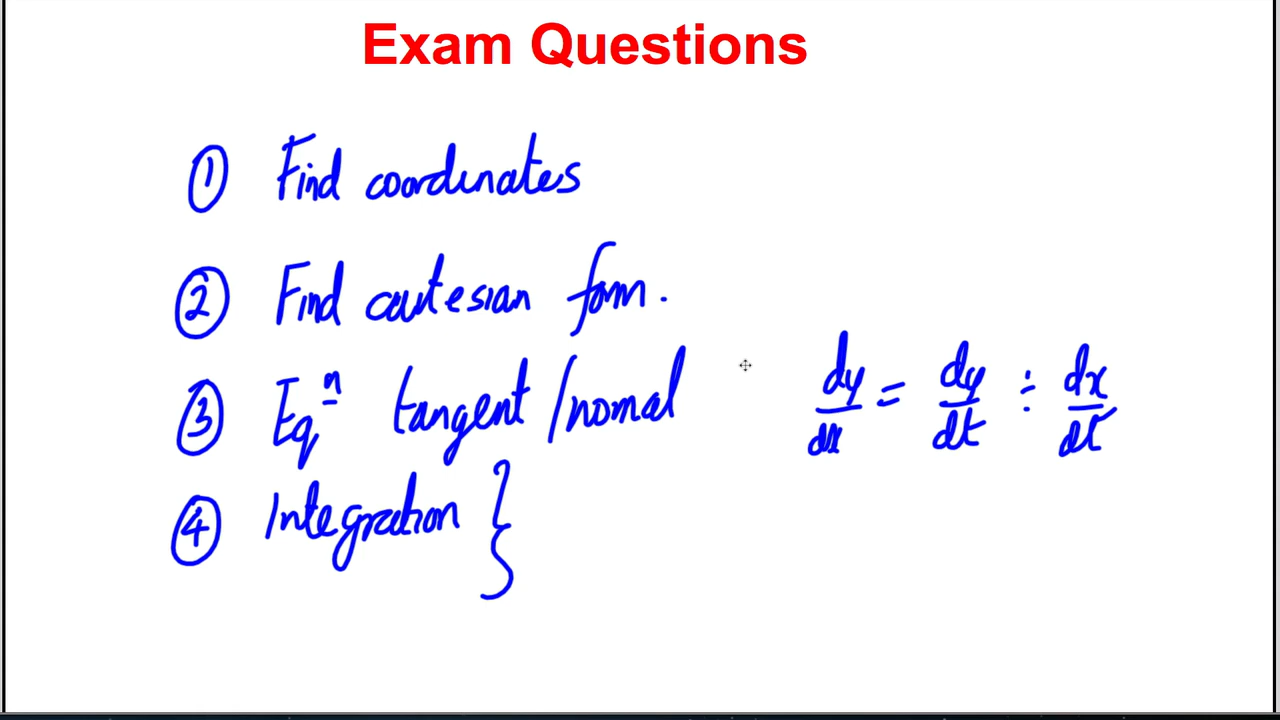 Exam Questions
① Find coordinates
② Find cartesian form.
③ Eqⁿ tangent/normal dy/dx = dy/dt ÷ dx/dt
④ Integration }